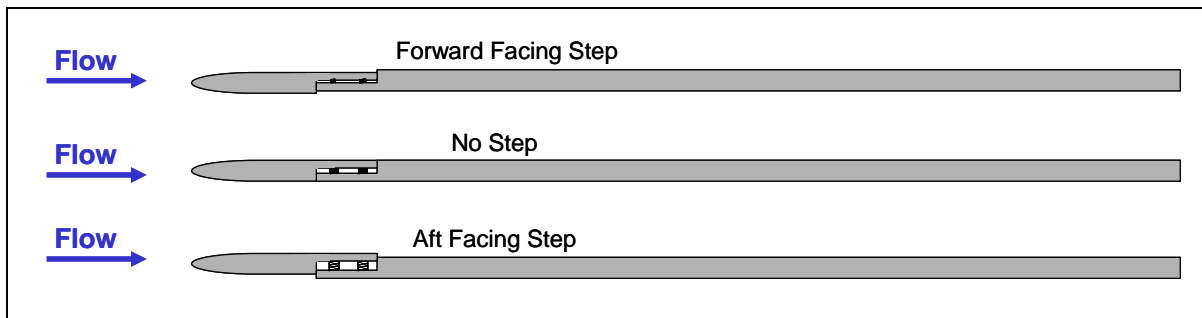 Forward Facing Step
Flow
No Step
Flow
Aft Facing Step
Flow